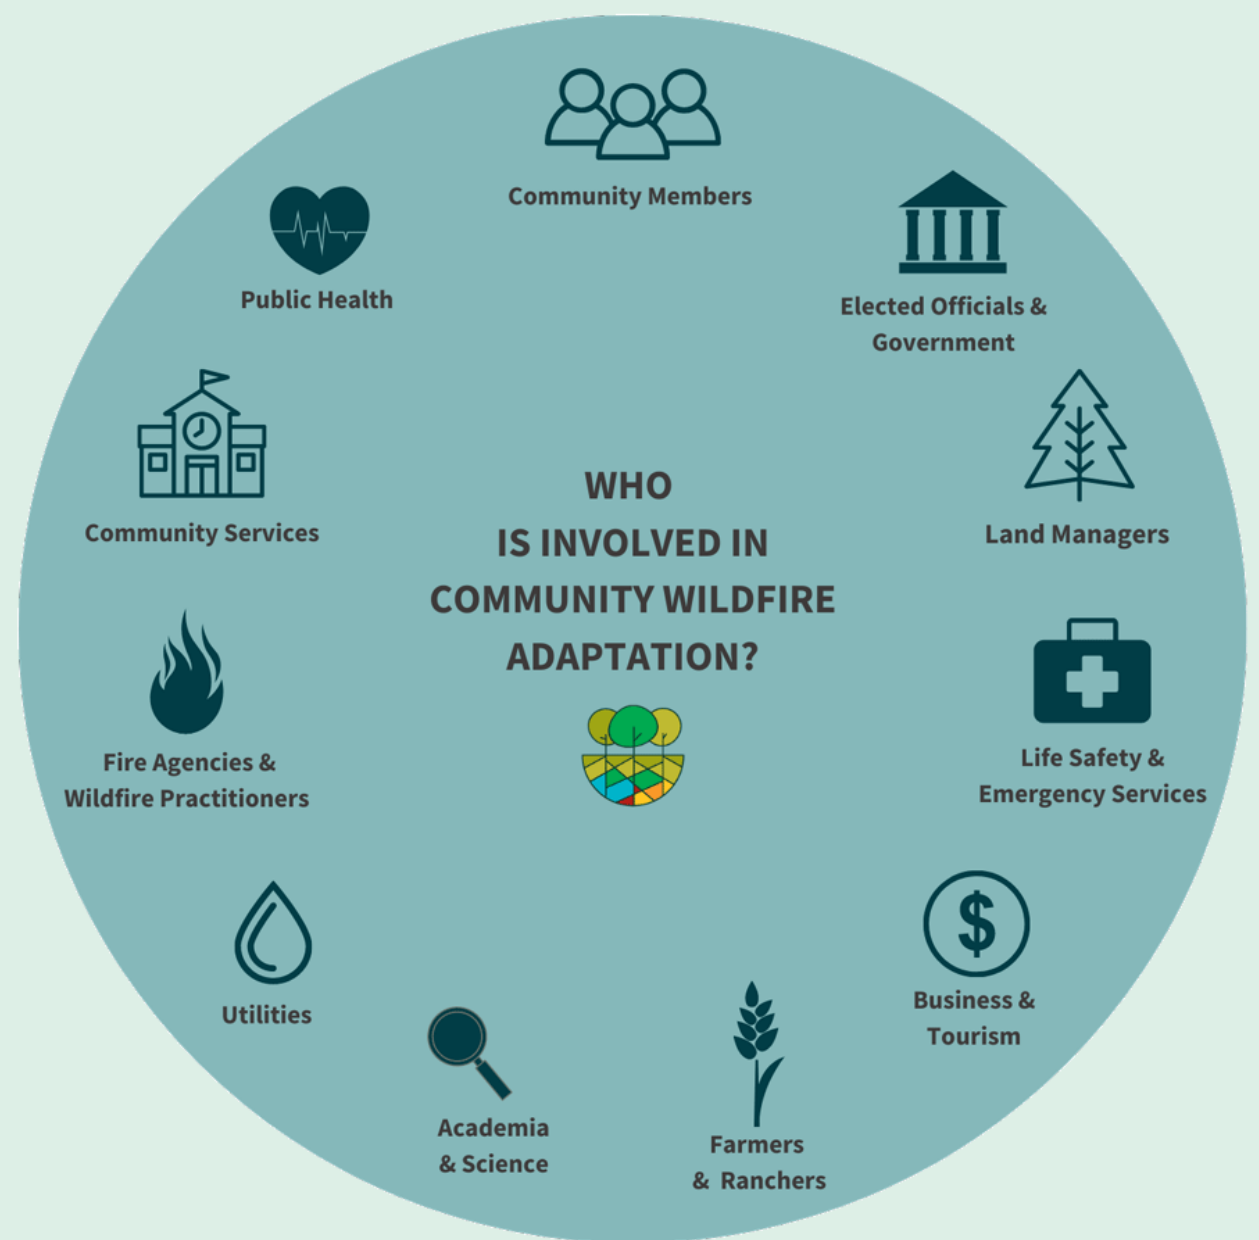 Community Members
Public Health
Elected Officials &
Government
Community Services
Land Managers
WHO
IS INVOLVED IN
COMMUNITY WILDFIRE
ADAPTATION?
Fire Agencies &
Wildfire Practitioners
Life Safety &
Emergency Services
Utilities
Business &
Tourism
Academia
& Science
Farmers
& Ranchers
$